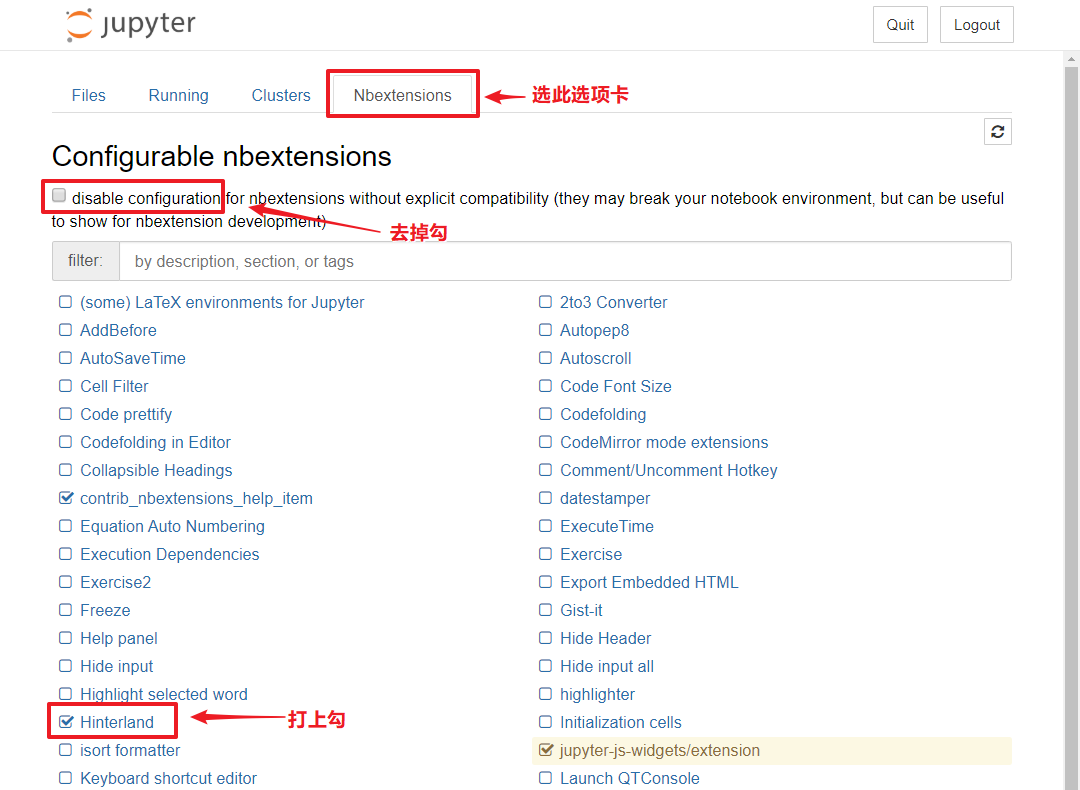 jupyter
Quit
Logout
Files
Running
Clusters
Nbextensions
选此选项卡
Configurable nbextensions
disable configuration for nbextensions without explicit compatibility (they may break your notebook environment, but can be useful
to show for nbextension development)
去掉勾
filter:
by description, section, or tags
(some) LaTeX environments for Jupyter
2to3 Converter
AddBefore
Autopep8
AutoSaveTime
Autoscroll
Cell Filter
Code Font Size
Code prettify
Codefolding
Codefolding in Editor
CodeMirror mode extensions
Collapsible Headings
Comment/Uncomment Hotkey
contrib_nbextensions_help_item
datestamper
Equation Auto Numbering
ExecuteTime
Execution Dependencies
Exercise
Exercise2
Export Embedded HTML
Freeze
Gist-it
Help panel
Hide Header
Hide input
Hide input all
Highlight selected word
highlighter
Hinterland
打上勾
Initialization cells
isort formatter
jupyter-js-widgets/extension
Keyboard shortcut editor
Launch QTConsole